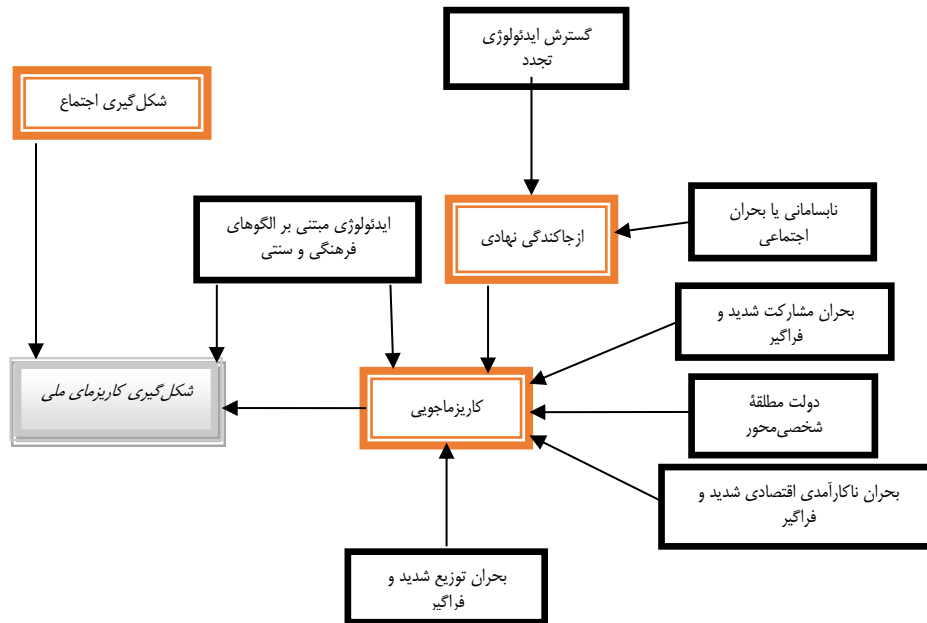 گسترش ایدئولوژی
تجدد
شکل‌گیری اجتماع
ایدئولوژی مبتنی بر الگوهای
فرهنگی و سنتی
ازجاکندگی نهادی
نابسامانی یا بحران
اجتماعی
بحران مشارکت شدید و
فراگیر
شکل‌گیری کاریزمای ملی
کاریزماجویی
دولت مطلقۀ
شخصی‌محور
بحران ناکارآمدی اقتصادی شدید و
فراگیر
بحران توزیع شدید و
فراگیر